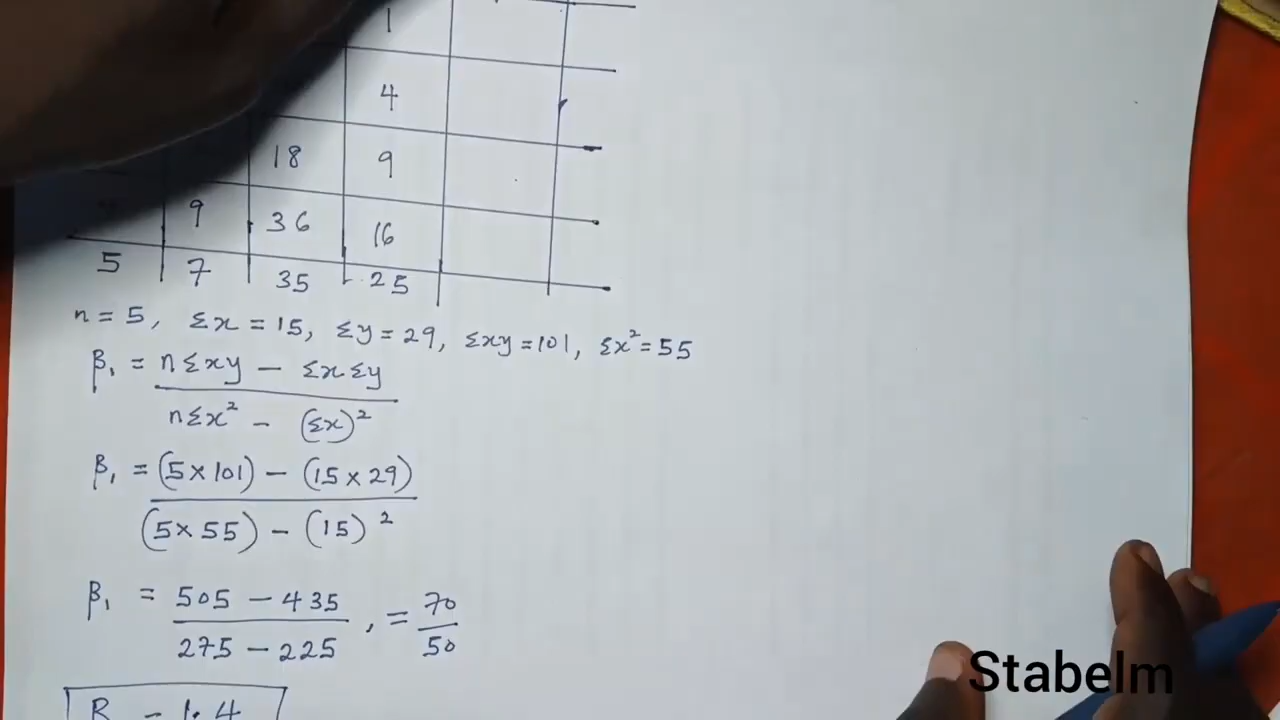 1
4
18 9
9 36 16
5 7 35 25
n = 5, Σx = 15, Σy = 29, Σxy = 101, Σx² = 55
β₁ = nΣxy - ΣxΣy
nΣx² - (Σx)²
β₁ = (5×101) - (15×29)
(5×55) - (15)²
β₁ = 505 - 435 , = 70
275 - 225 50
Stabelm